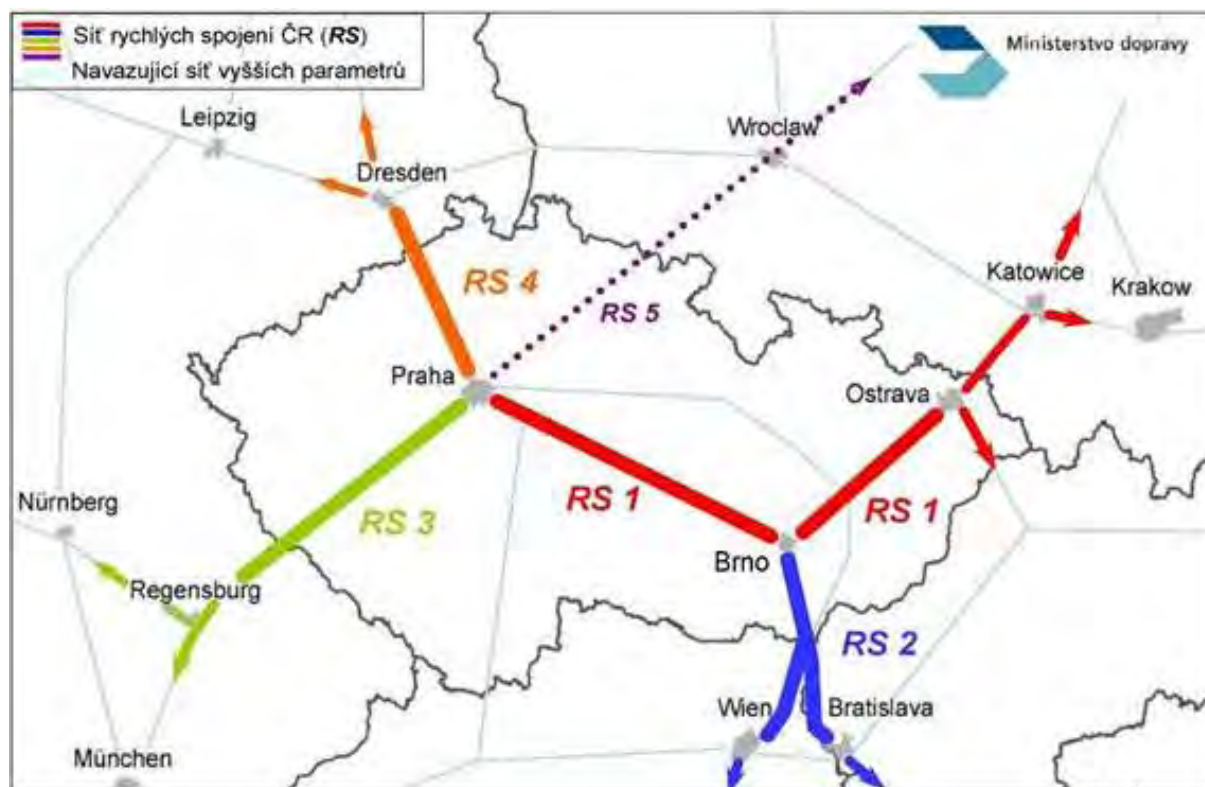 Síť rychlých spojení ČR (RS)
Navazující síť vyšších parametrů
Ministerstvo dopravy
Leipzig
Wroclaw
Dresden
RS 4
RS 5
Katowice
Krakow
Praha
Ostrava
RS 1
RS 1
Nürnberg
RS 3
Brno
Regensburg
RS 2
Wien
Bratislava
München